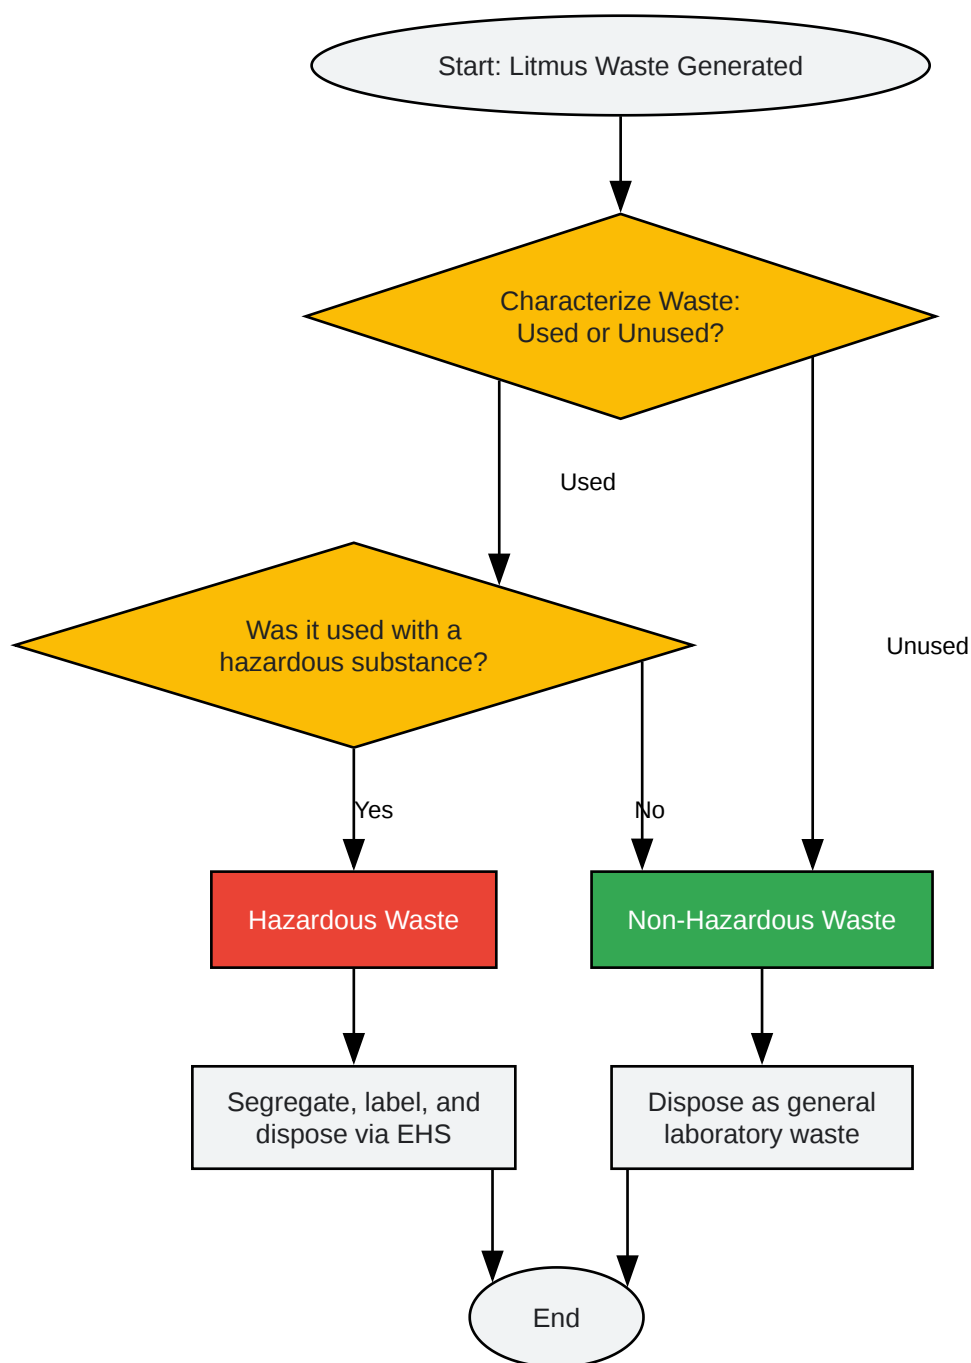 Start: Litmus Waste Generated
Characterize Waste:
Used or Unused?
Used
Was it used with a
hazardous substance?
Unused
Yes
No
Hazardous Waste
Non-Hazardous Waste
Segregate, label, and
dispose via EHS
Dispose as general
laboratory waste
End